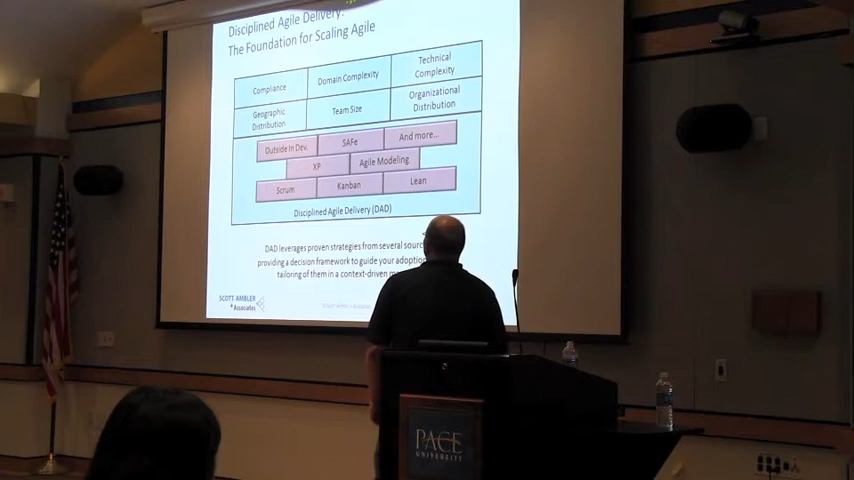 Disciplined Agile Delivery:
The Foundation for Scaling Agile
Compliance
Domain Complexity
Technical
Complexity
Geographic
Distribution
Team Size
Organizational
Distribution
Outside In Dev.
SAFe
And more...
XP
Agile Modeling
Scrum
Kanban
Lean
Disciplined Agile Delivery (DAD)
DAD leverages proven strategies from several
providing a decision framework to guide your
tailoring of them in a context-driven
SCOTT AMBLER
+ Associates
PACE
UNIVERSITY